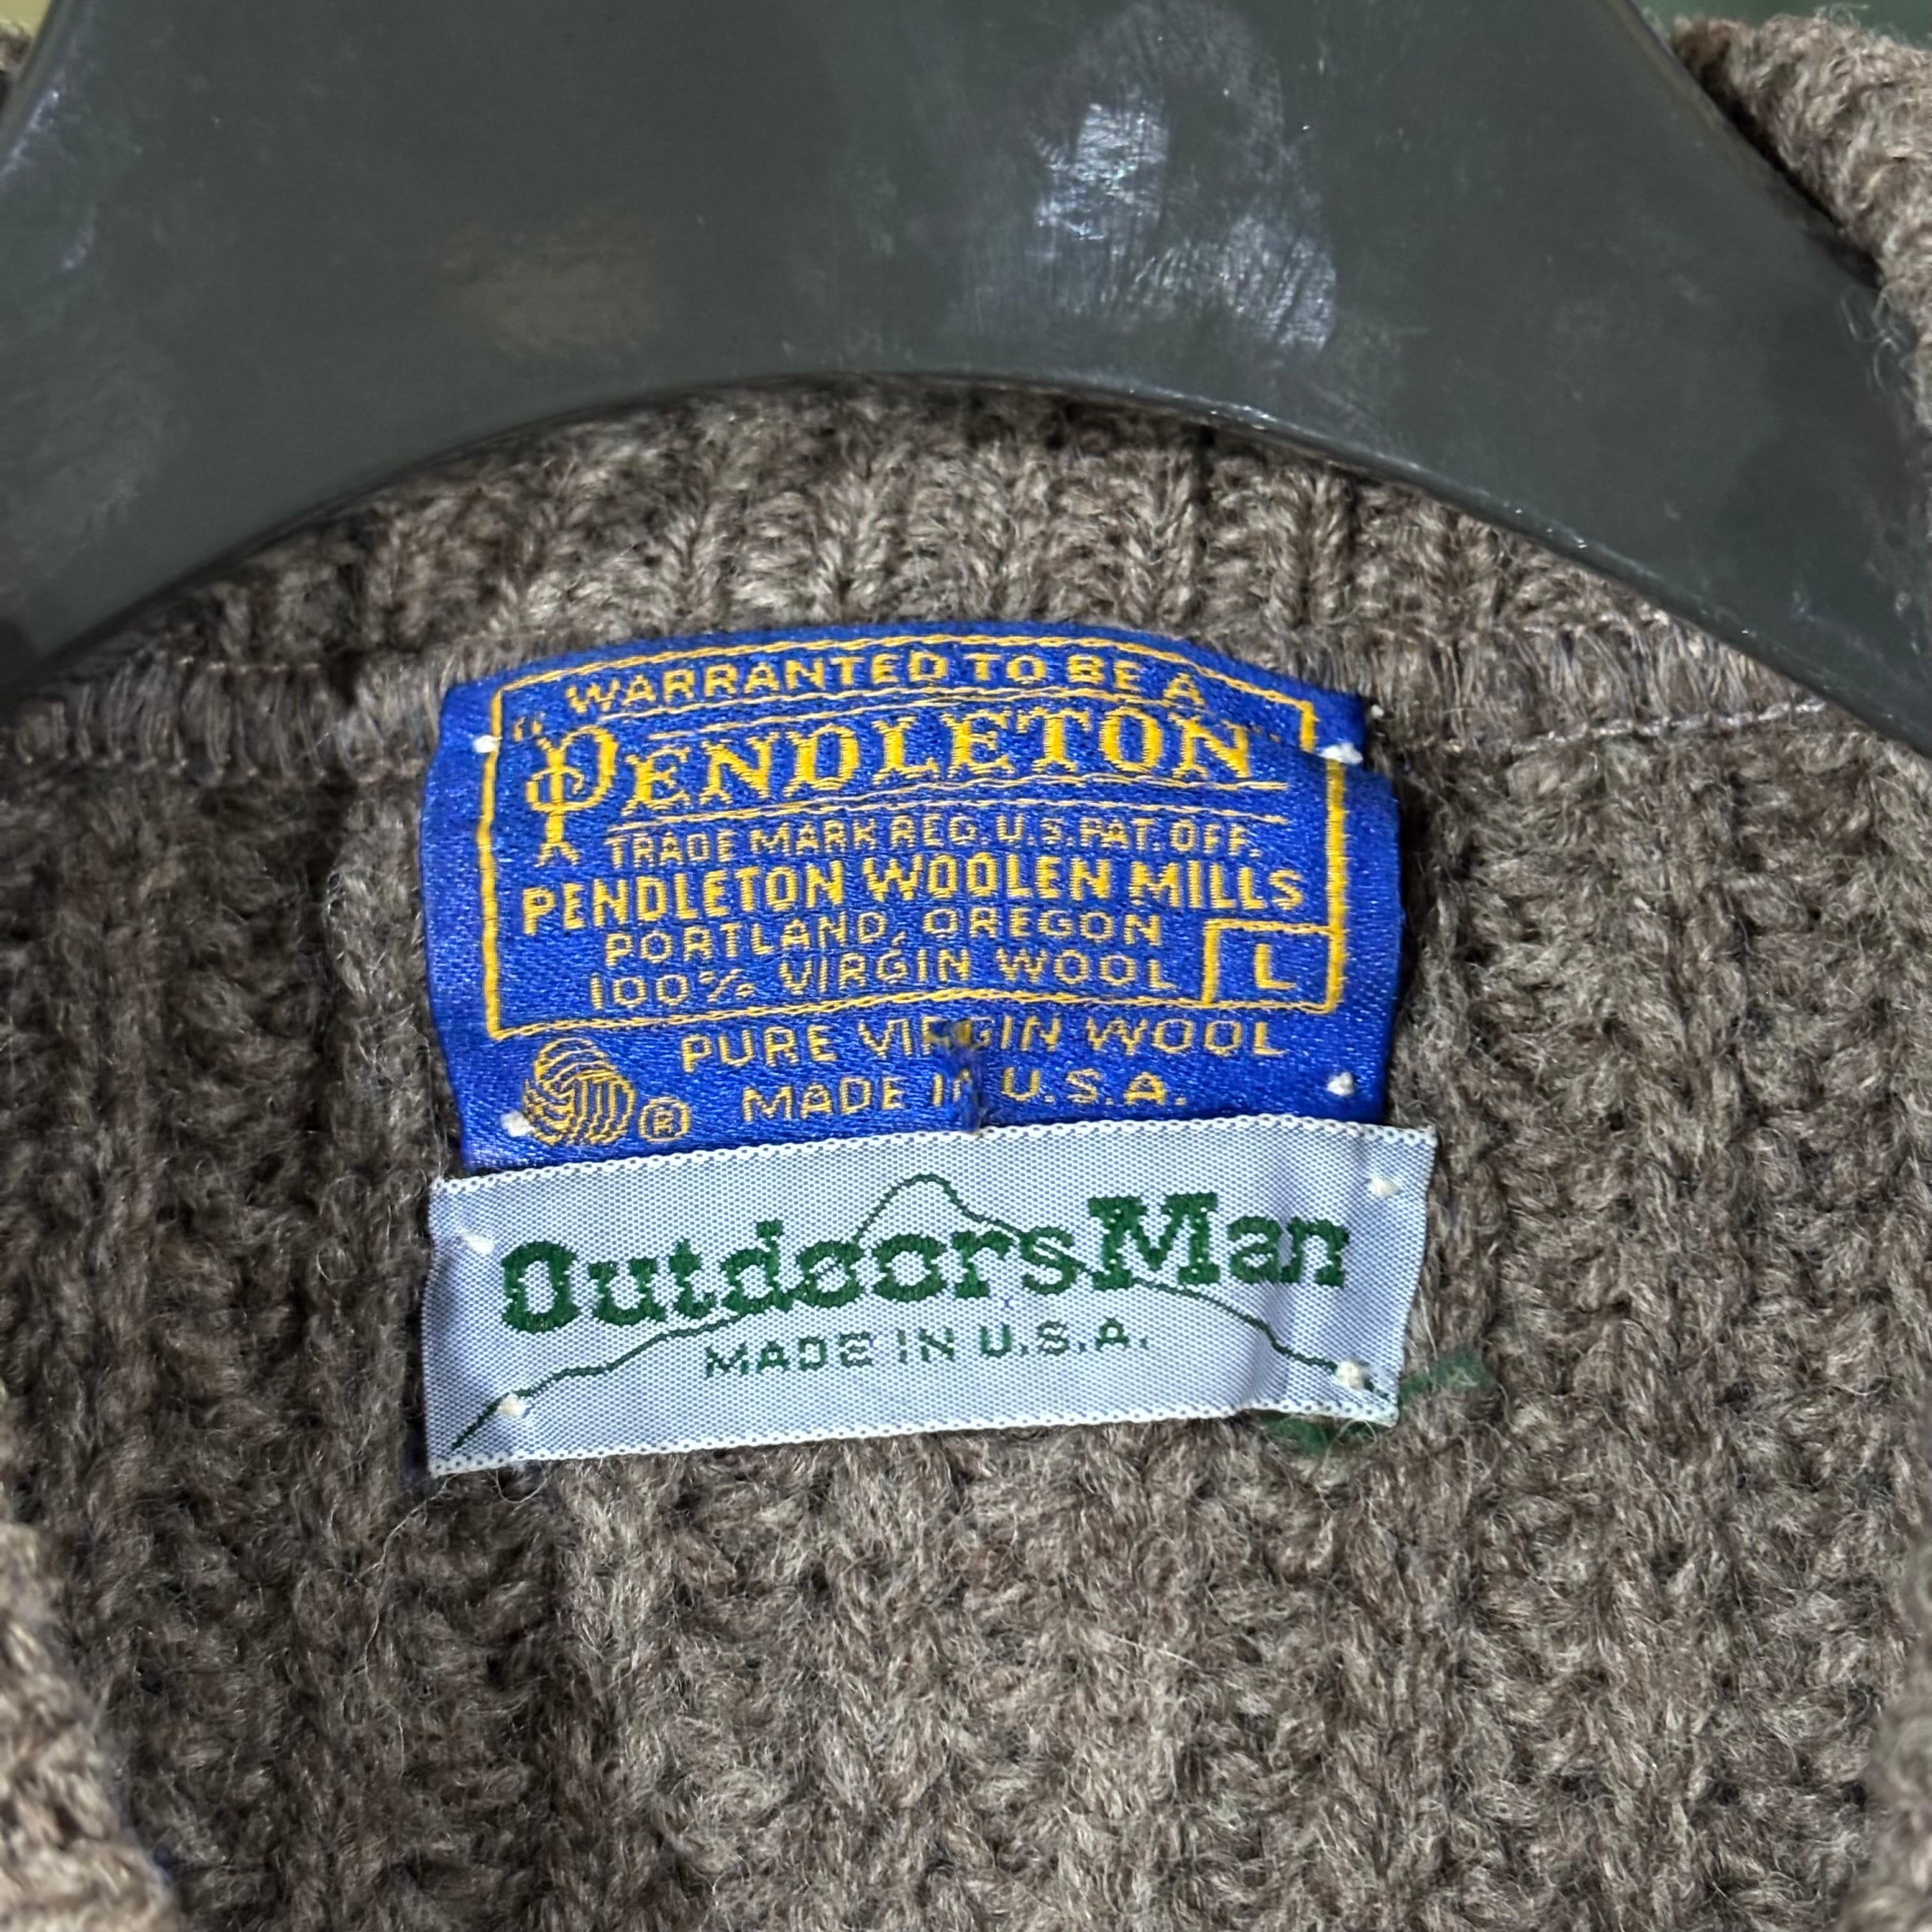 WARRANTED TO BE A
"PENDLETON"
TRADE MARK REG. U.S. PAT. OFF.
PENDLETON WOOLEN MILLS
PORTLAND, OREGON
100% VIRGIN WOOL L
PURE VIRGIN WOOL
® MADE IN U.S.A.
OutdoorsMan
MADE IN U.S.A.